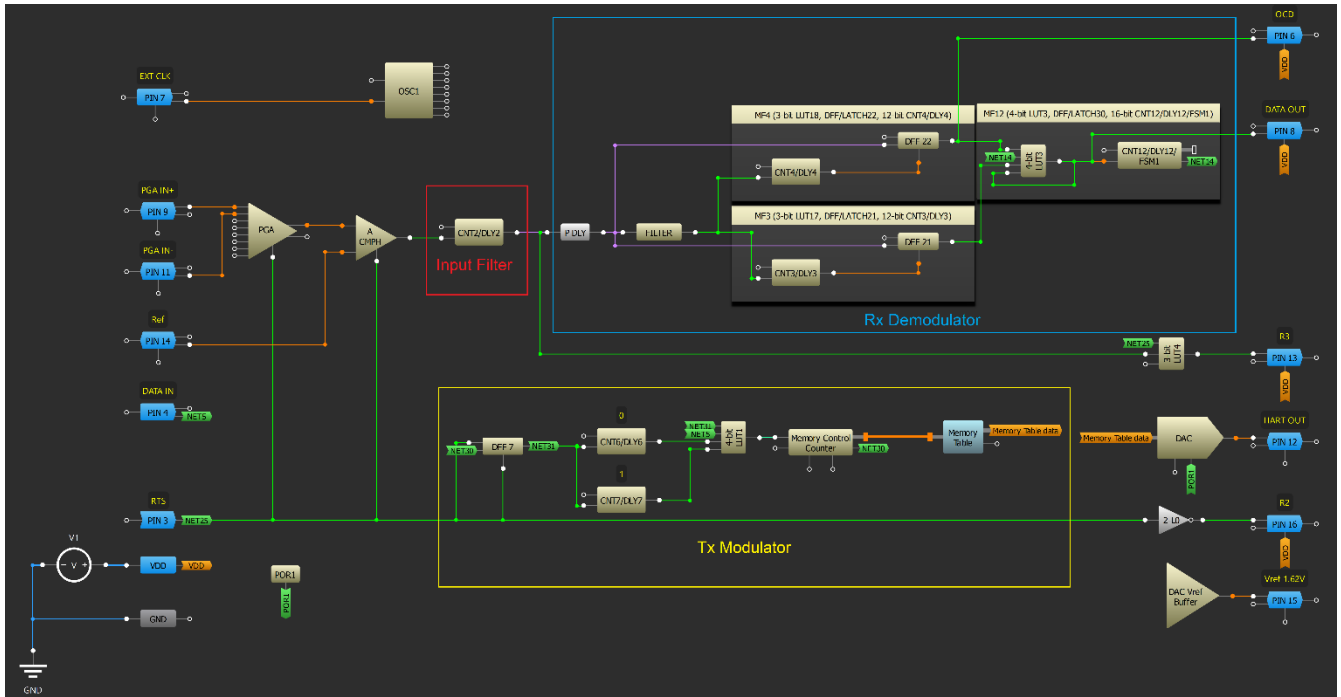 EXT CLK
PIN 7
OSC1
PGA IN+
PIN 9
PGA IN-
PIN 11
PGA
A CMPH
Ref
PIN 14
DATA IN
PIN 4
NET5
RTS
PIN 3
NET25
V1
- V +
VDD
VDD
GND
GND
POR1
POR1
CNT2/DLY2
Input Filter
P DLY
FILTER
MF4 (3 bit LUT18, DFF/LATCH22, 12 bit CNT4/DLY4)
DFF 22
CNT4/DLY4
MF3 (3-bit LUT17, DFF/LATCH21, 12-bit CNT3/DLY3)
DFF 21
CNT3/DLY3
MF12 (4-bit LUT3, DFF/LATCH30, 16-bit CNT12/DLY12/FSM1)
NET14
4-bit LUT3
CNT12/DLY12/
FSM1
Rx Demodulator
OCD
PIN 6
VDD
DATA OUT
PIN 8
VDD
NET25
3 bit LUT4
R3
PIN 13
VDD
NET30
DFF 7
NET31
0
CNT6/DLY6
1
CNT7/DLY7
NET31
NET5
4-bit LUT1
Memory Control
Counter
NET30
Memory
Table
Memory Table data
Tx Modulator
Memory Table data
DAC
POR1
HART OUT
PIN 12
2 L0
R2
PIN 16
VDD
DAC Vref
Buffer
Vref 1.62V
PIN 15